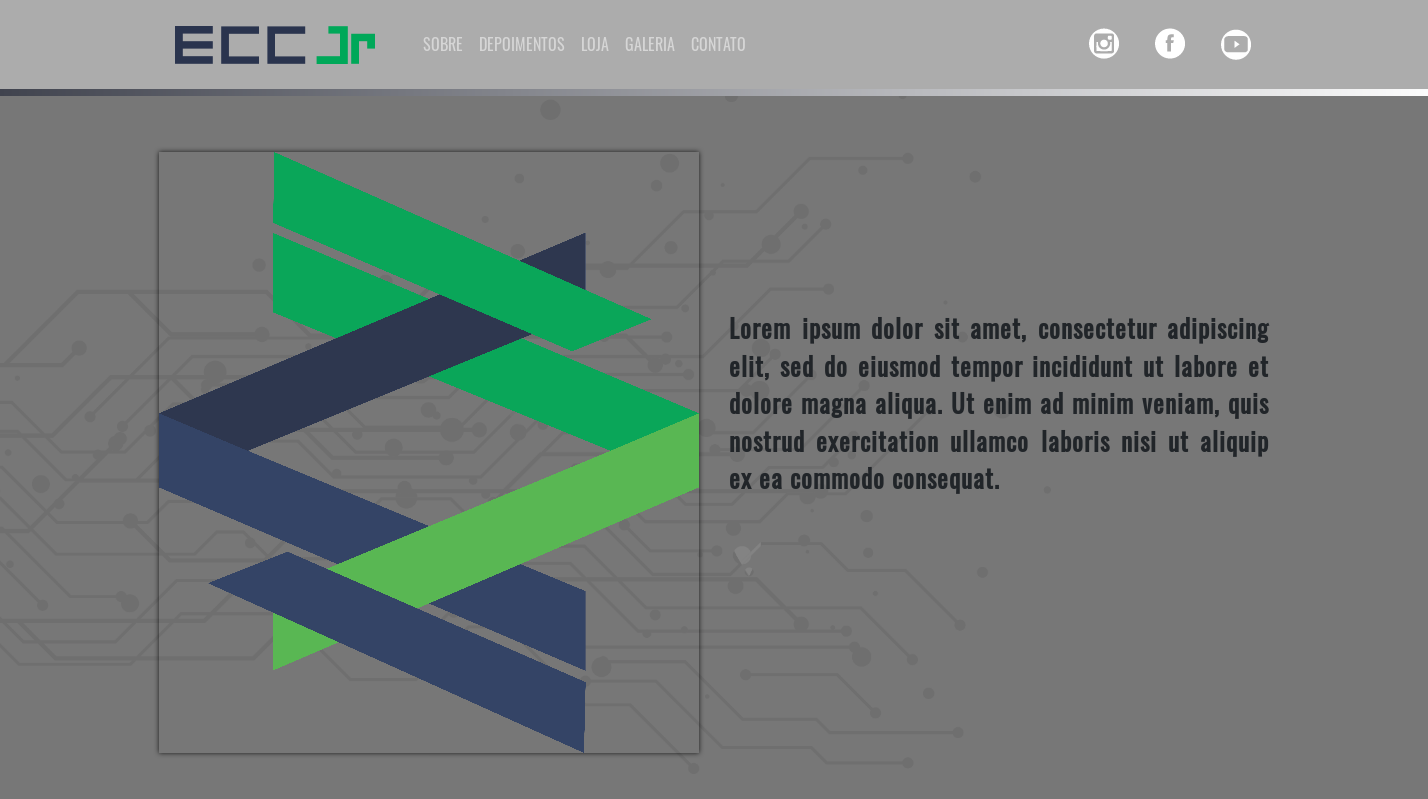 ECC Jr
SOBRE DEPOIMENTOS LOJA GALERIA CONTATO
Lorem ipsum dolor sit amet, consectetur adipiscing
elit, sed do eiusmod tempor incididunt ut labore et
dolore magna aliqua. Ut enim ad minim veniam, quis
nostrud exercitation ullamco laboris nisi ut aliquip
ex ea commodo consequat.